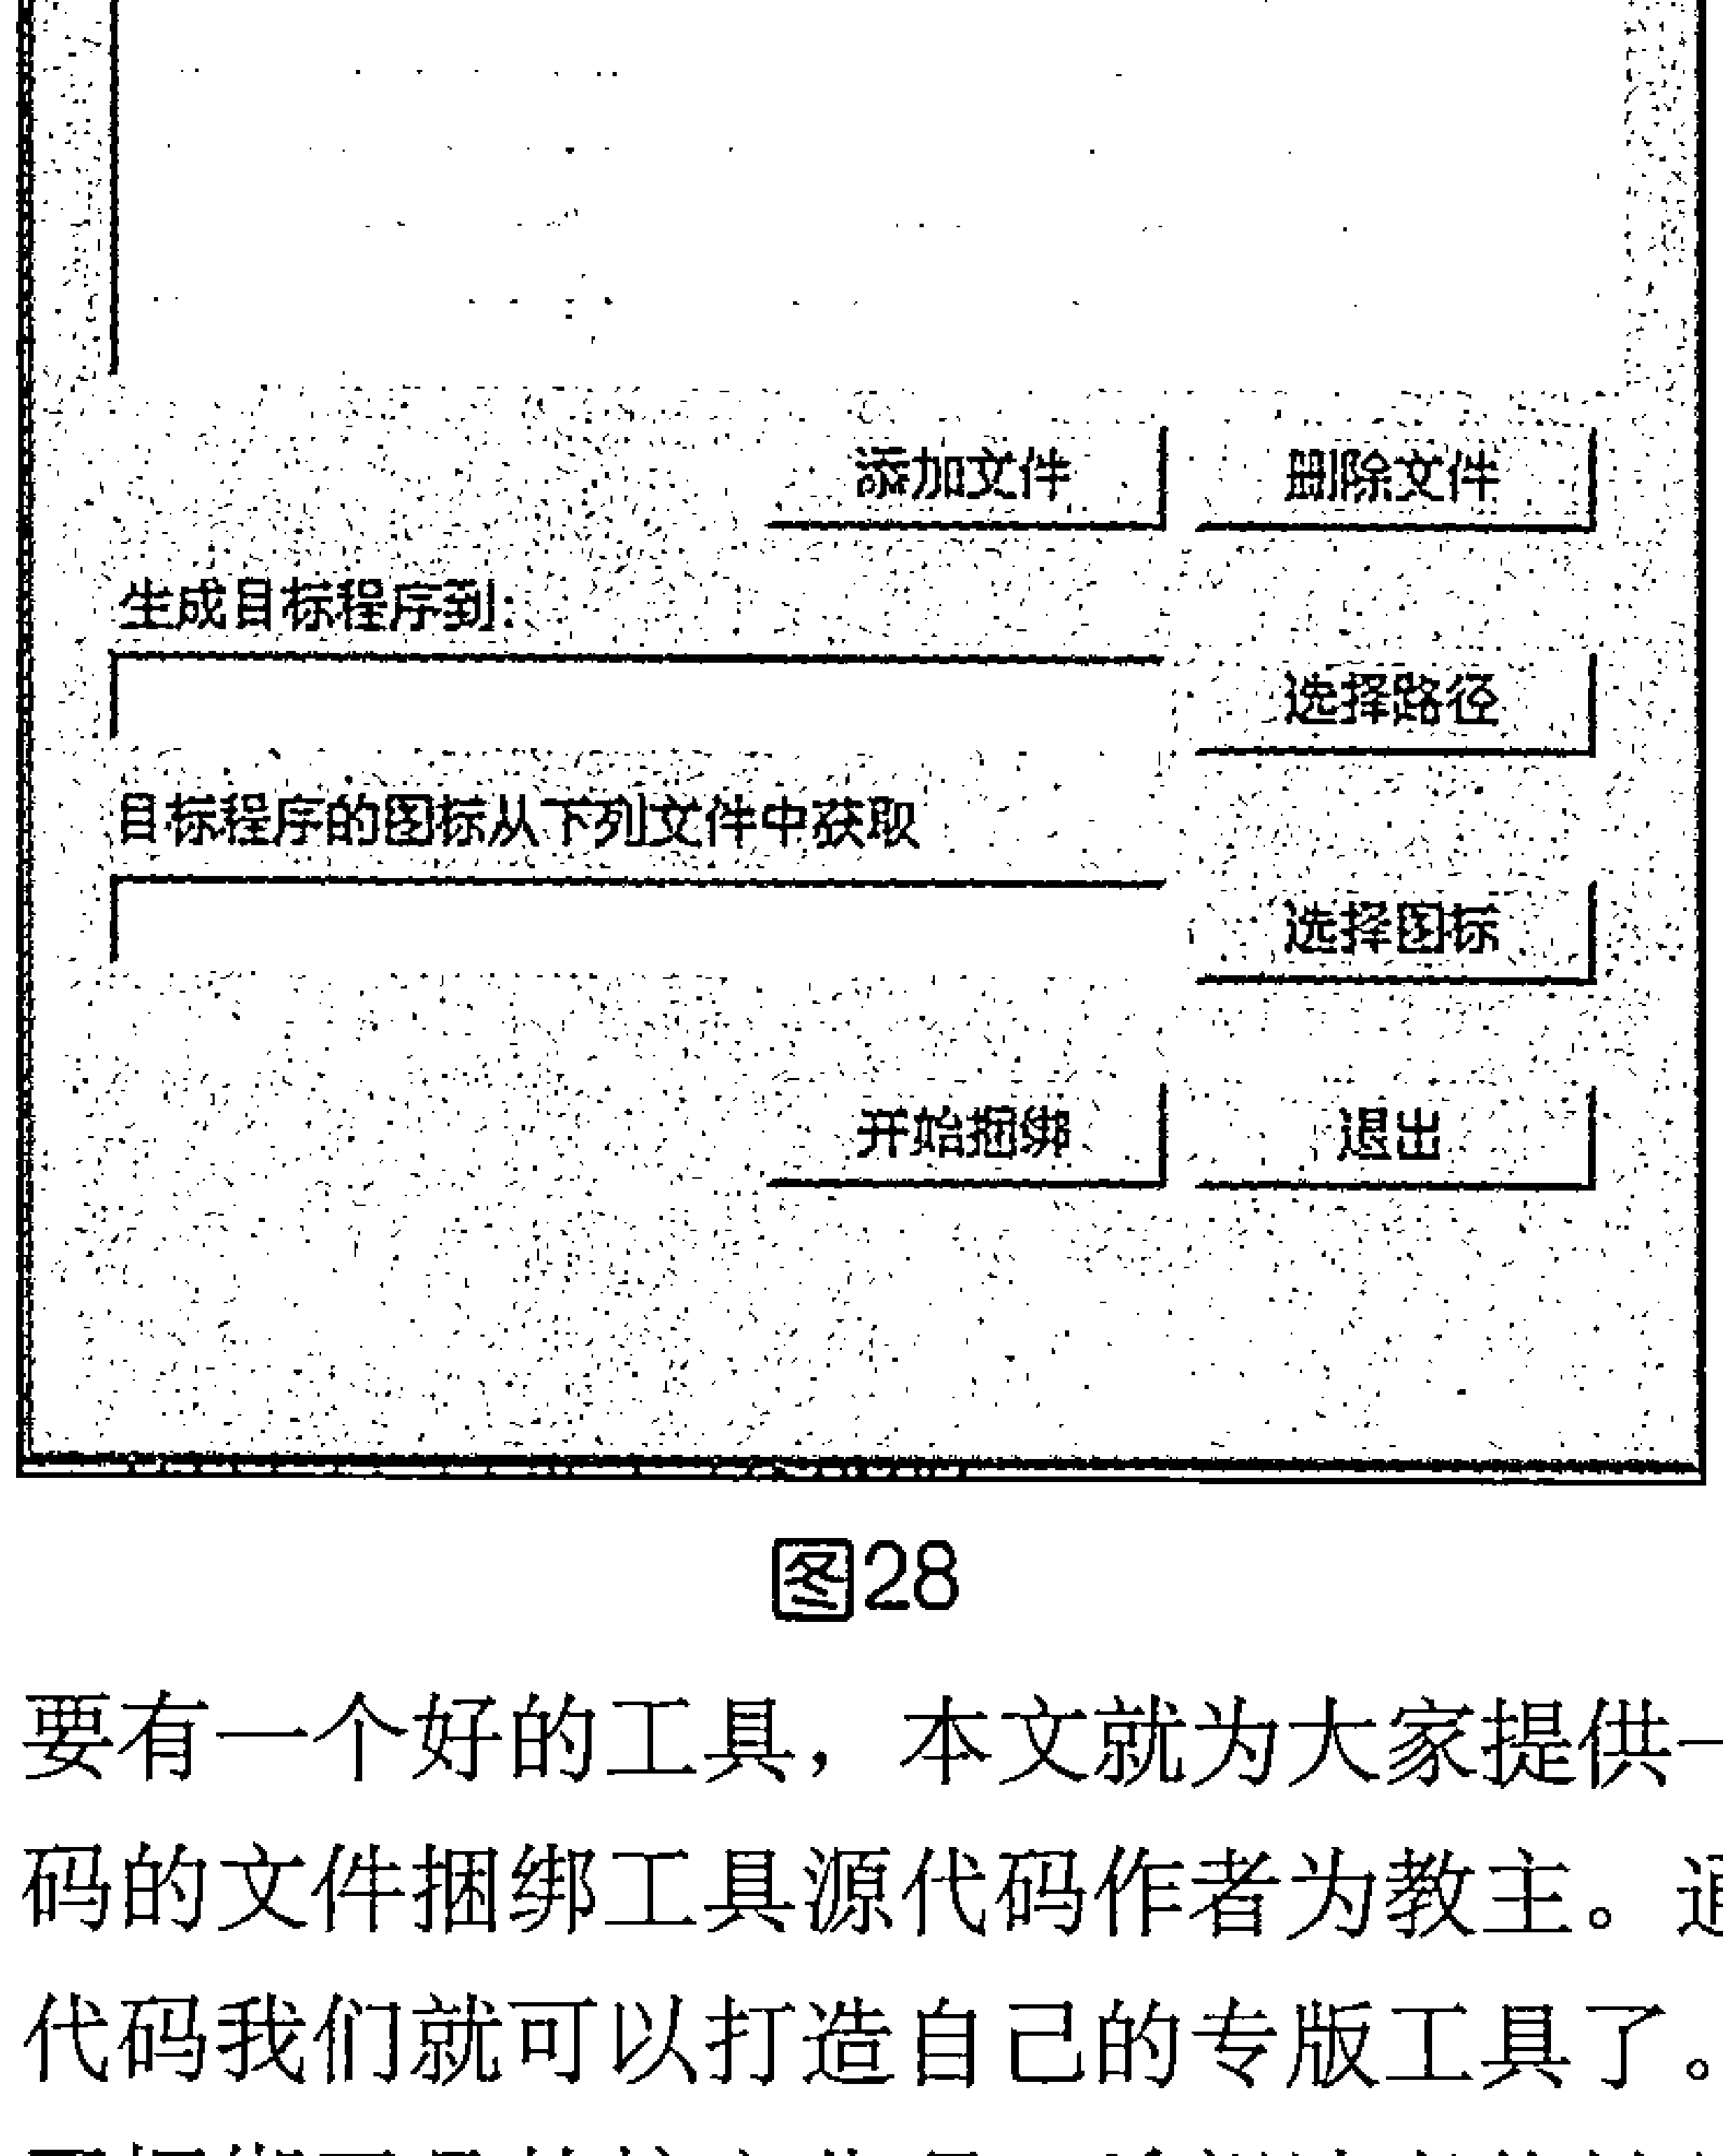 添加文件 删除文件
生成目标程序到:
选择路径
目标程序的图标从下列文件中获取
选择图标
开始捆绑 退出
图28
要有一个好的工具，本文就为大家提供一
码的文件捆绑工具源代码作者为教主。通
代码我们就可以打造自己的专版工具了。